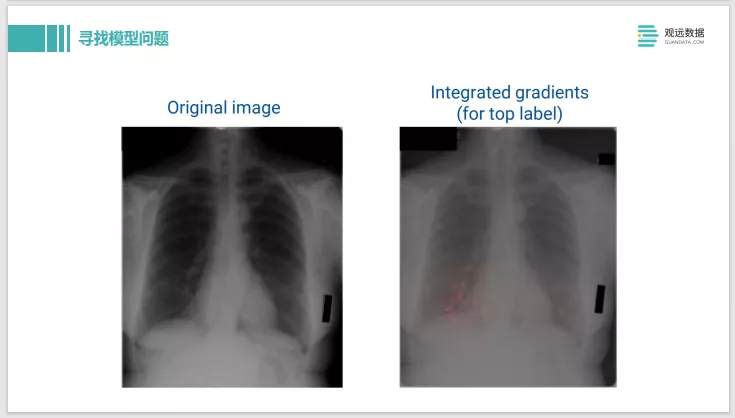 寻找模型问题
观远数据
GUANDATA.COM
Original image
Integrated gradients
(for top label)